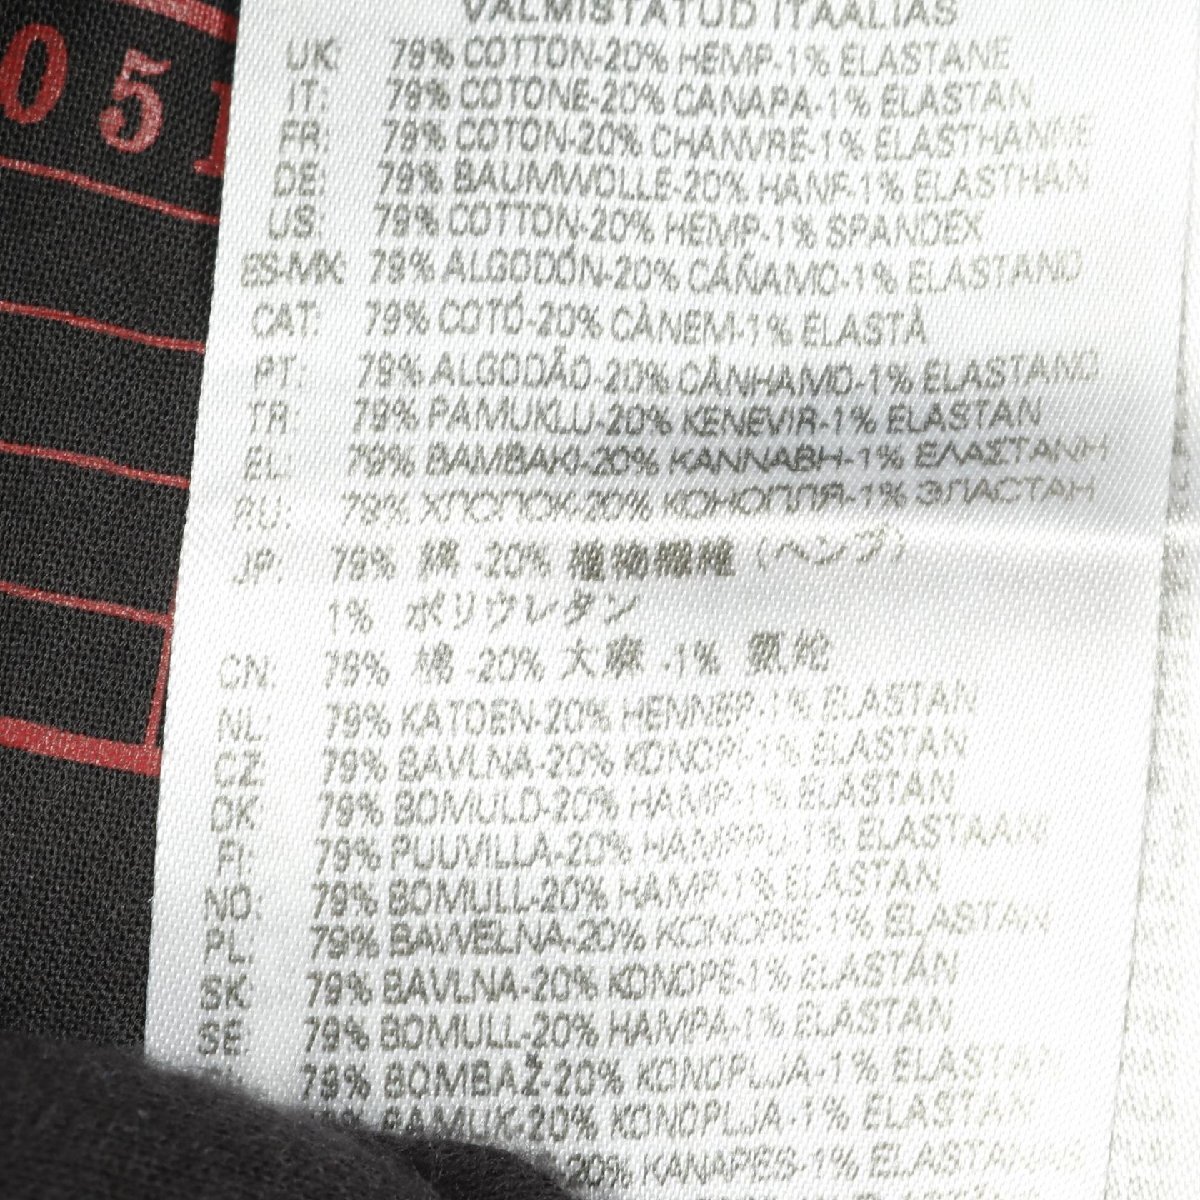 05
VALMISTATUD ITAALIAS
UK: 79% COTTON-20% HEMP-1% ELASTANE
IT: 79% COTONE-20% CANAPA-1% ELASTAN
FR: 79% COTON-20% CHANVRE-1% ELASTHANNE
DE: 79% BAUMWOLLE-20% HANF-1% ELASTHAN
US: 79% COTTON-20% HEMP-1% SPANDEX
ES-MX: 79% ALGODÓN-20% CÁÑAMO-1% ELASTANO
CAT: 79% COTÓ-20% CÀNEM-1% ELASTÀ
PT: 79% ALGODÃO-20% CÂNHAMO-1% ELASTANO
TR: 79% PAMUKLU-20% KENEVIR-1% ELASTAN
EL: 79% ΒΑΜΒΑΚΙ-20% ΚΑΝΝΑΒΗ-1% ΕΛΑΣΤΑΝΗ
RU: 79% ХЛОПОК-20% КОНОПЛЯ-1% ЭЛАСТАН
JP: 79% 綿 -20% 植物繊維 (ヘンプ)
1% ポリウレタン
CN: 79% 棉 -20% 大麻 -1% 氨纶
NL: 79% KATOEN-20% HENNEP-1% ELASTAN
CZ 79% BAVLNA-20% KONOPE-1% ELASTAN
DK 79% BOMULD-20% HAMP-1% ELASTAN
FI: 79% PUUVILLA-20% HAMPPU-1% ELASTAANI
NO: 79% BOMULL-20% HAMP-1% ELASTAN
PL: 79% BAWEŁNA-20% KONOPIE-1% ELASTAN
SK 79% BAVLNA-20% KONOPE-1% ELASTÁN
SE: 79% BOMULL-20% HAMPA-1% ELASTAN
79% BOMBAŽ-20% KONOPLJA-1% ELASTAN
PAMUK-20% KONOPLJA-1% ELASTAN
-20% KANAPES-1% ELASTAN